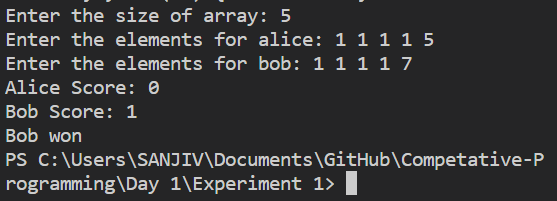 Enter the size of array: 5
Enter the elements for alice: 1 1 1 1 5
Enter the elements for bob: 1 1 1 1 7
Alice Score: 0
Bob Score: 1
Bob won
PS C:\Users\SANJIV\Documents\GitHub\Competative-P
rogramming\Day 1\Experiment 1>